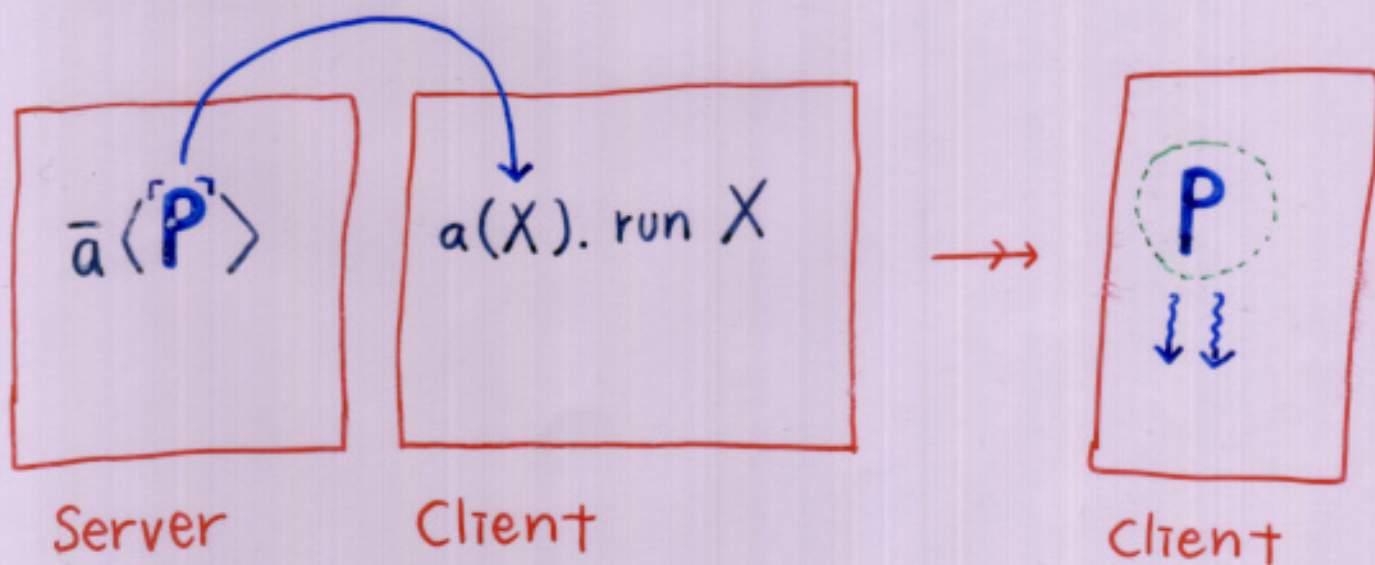 ā⟨⌜P⌝⟩
a(X). run X
P
Server
Client
Client